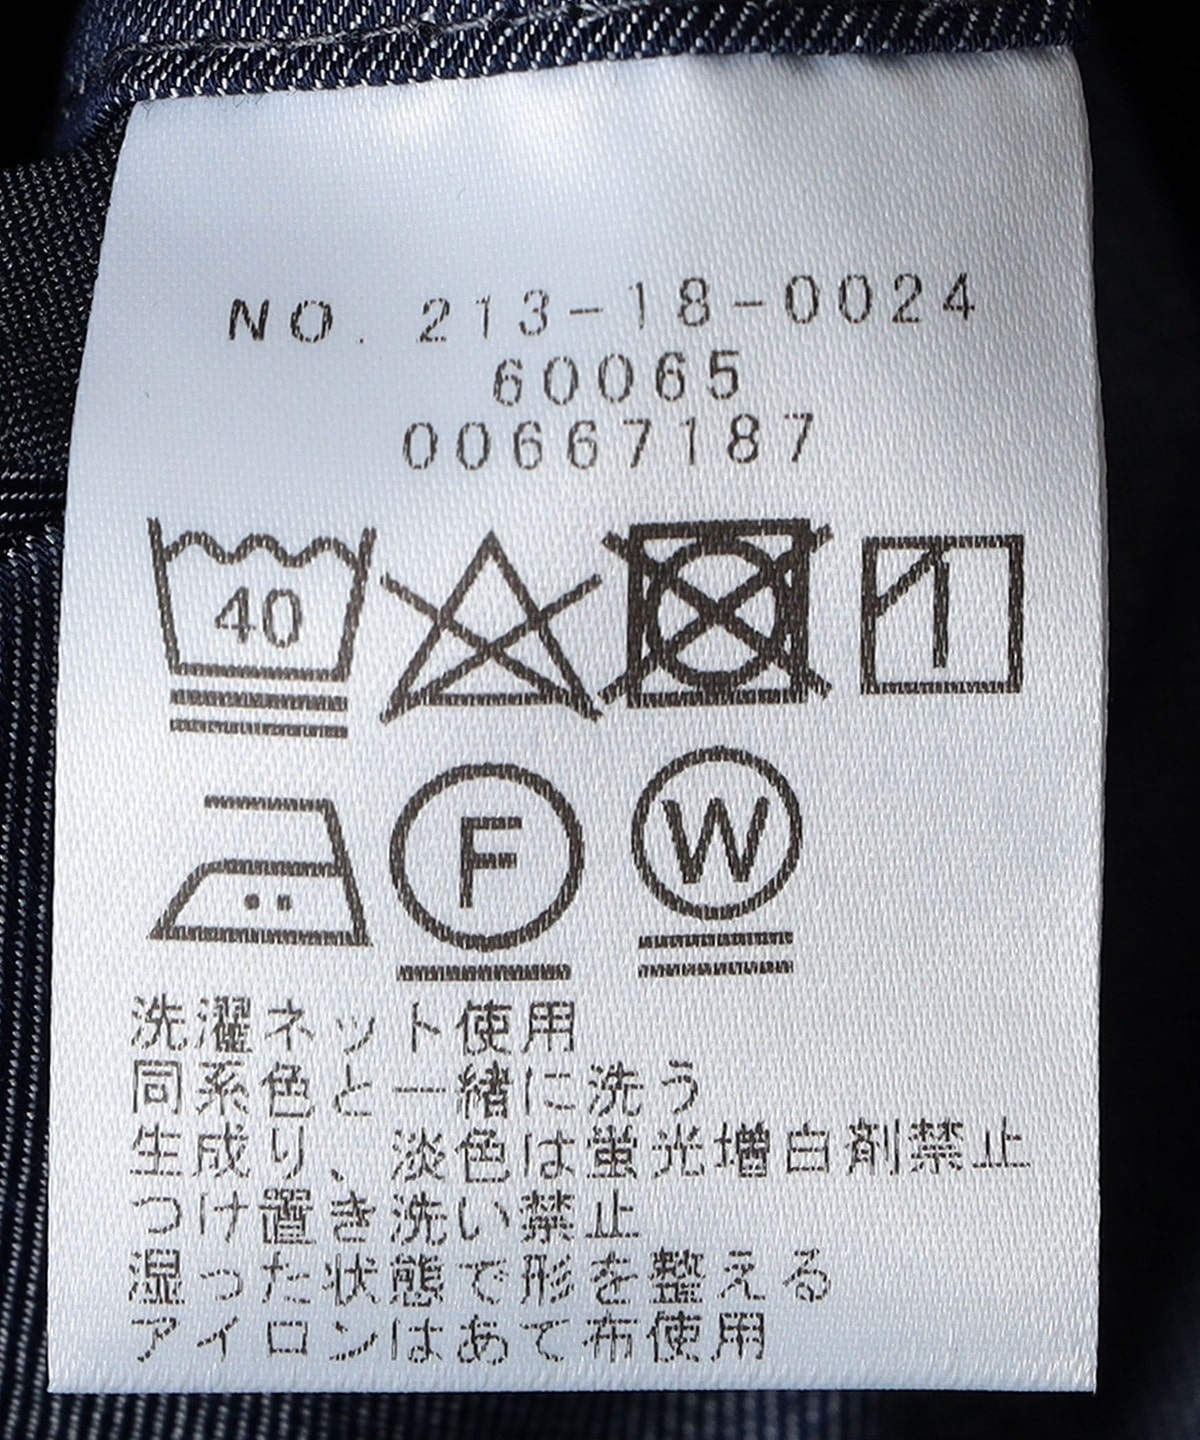 NO. 213-18-0024
60065
00667187
40
F
W
洗濯ネット使用
同系色と一緒に洗う
生成り、淡色は蛍光増白剤禁止
つけ置き洗い禁止
湿った状態で形を整える
アイロンはあて布使用